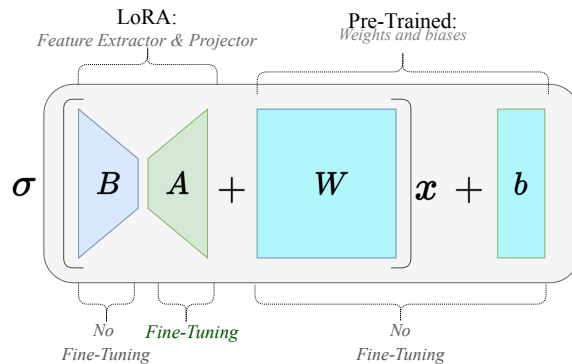 LoRA:
Feature Extractor & Projector
Pre-Trained:
Weights and biases
σ [ B A + W ] x + b
No
Fine-Tuning
Fine-Tuning
No
Fine-Tuning